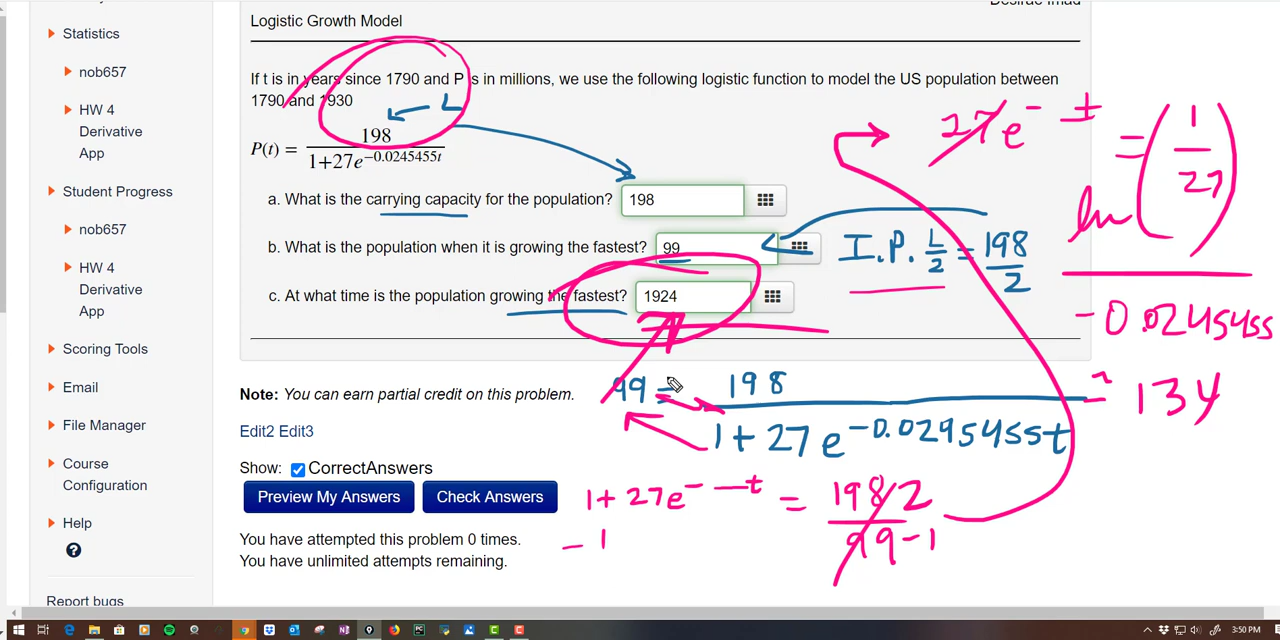 Desirae Imad
Logistic Growth Model
Statistics
nob657
HW 4
Derivative
App
Student Progress
nob657
HW 4
Derivative
App
Scoring Tools
Email
File Manager
Course
Configuration
Help
?
Report bugs
If t is in years since 1790 and P is in millions, we use the following logistic function to model the US population between
1790 and 1930
L
P(t) = 198 / 1+27e^−0.0245455t
a. What is the carrying capacity for the population? 198
b. What is the population when it is growing the fastest? 99
c. At what time is the population growing the fastest? 1924
I.P. L/2 = 198/2
27e^- t
= (1/27)
ln
-0.0245455
≈ 134
99 = 198 / 1+27e^-0.0295455t
1+27e^- t = 198/99 2 -1
-1
Note: You can earn partial credit on this problem.
Edit2 Edit3
Show: CorrectAnswers
Preview My Answers Check Answers
You have attempted this problem 0 times.
You have unlimited attempts remaining.
3:50 PM